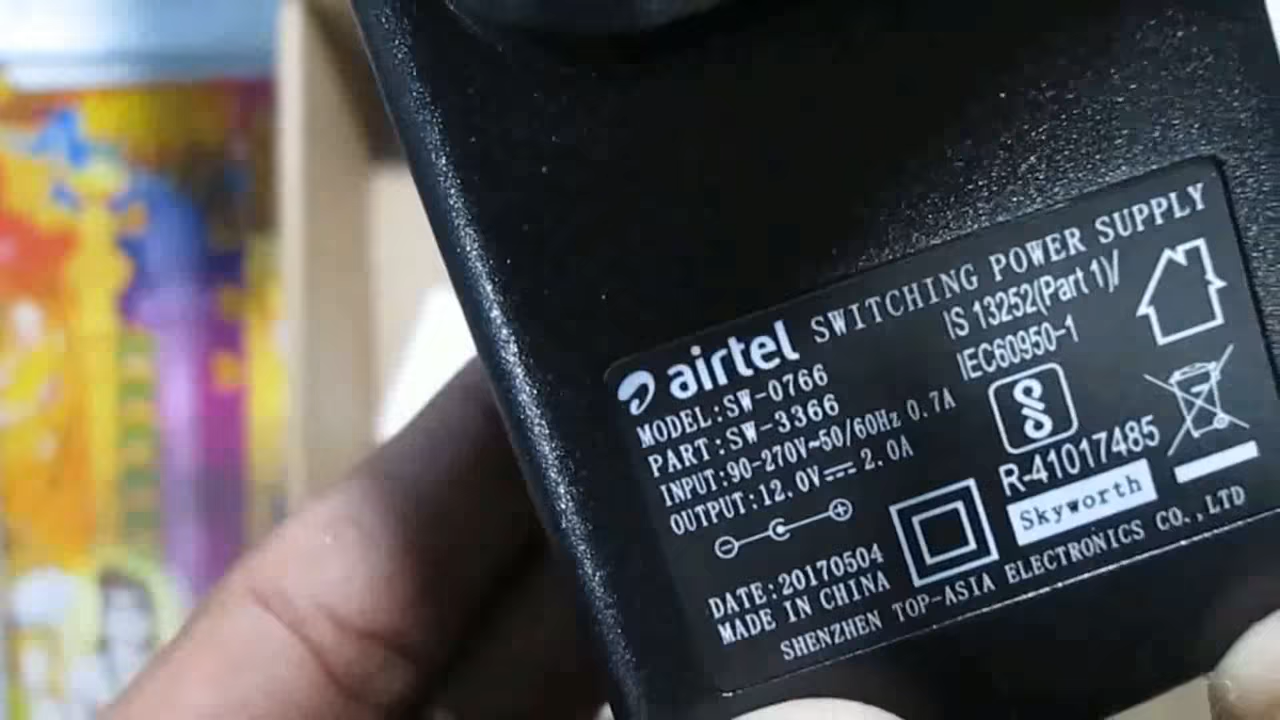 airtel SWITCHING POWER SUPPLY
MODEL:SW-0766
PART:SW-3366
INPUT:90-270V~50/60Hz 0.7A
OUTPUT:12.0V⎓2.0A
IS 13252(Part 1)/
IEC60950-1
R-41017485
Skyworth
DATE:20170504
MADE IN CHINA
SHENZHEN TOP-ASIA ELECTRONICS CO.,LTD